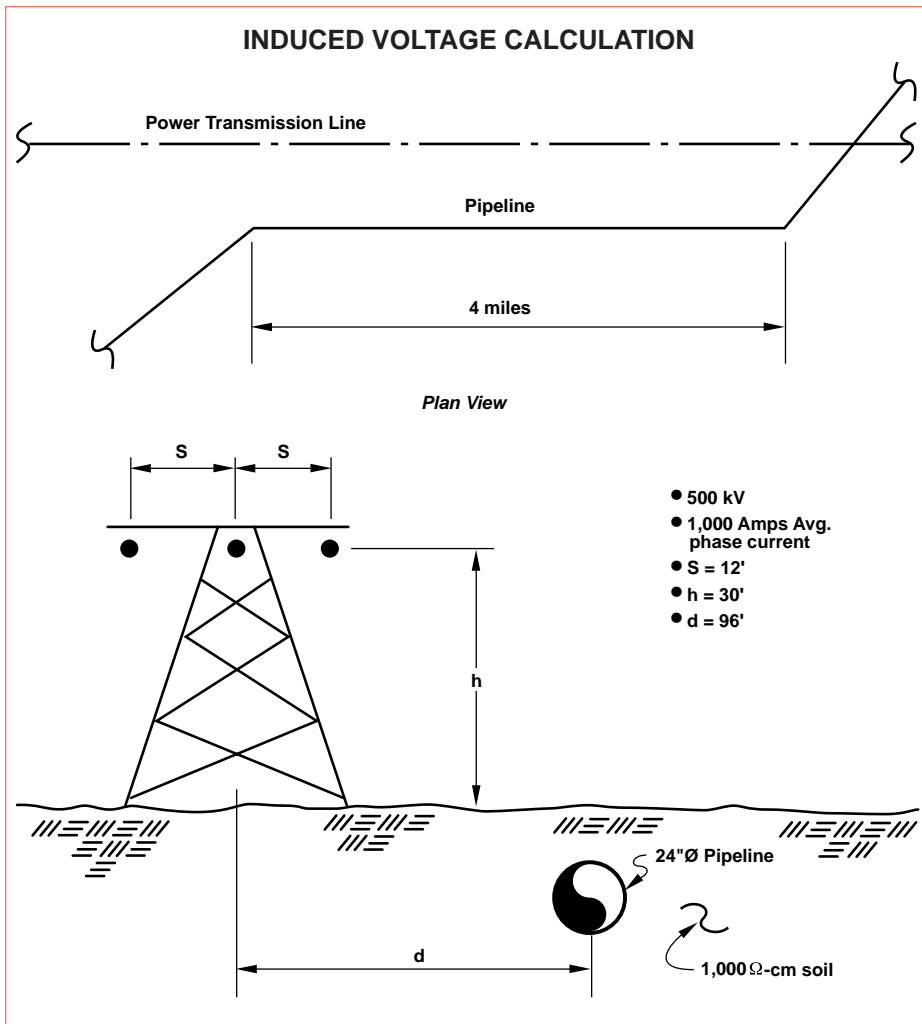 INDUCED VOLTAGE CALCULATION
Power Transmission Line
Pipeline
4 miles
Plan View
S S
● 500 kV
● 1,000 Amps Avg.
phase current
● S = 12'
● h = 30'
● d = 96'
h
24"Ø Pipeline
d
1,000 Ω-cm soil